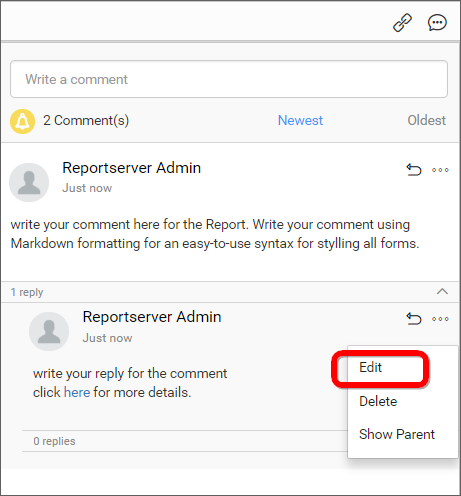 Write a comment
2 Comment(s) Newest Oldest
Reportserver Admin
Just now
write your comment here for the Report. Write your comment using
Markdown formatting for an easy-to-use syntax for stylling all forms.
1 reply
Reportserver Admin
Just now
write your reply for the comment
click here for more details.
Edit
Delete
Show Parent
0 replies